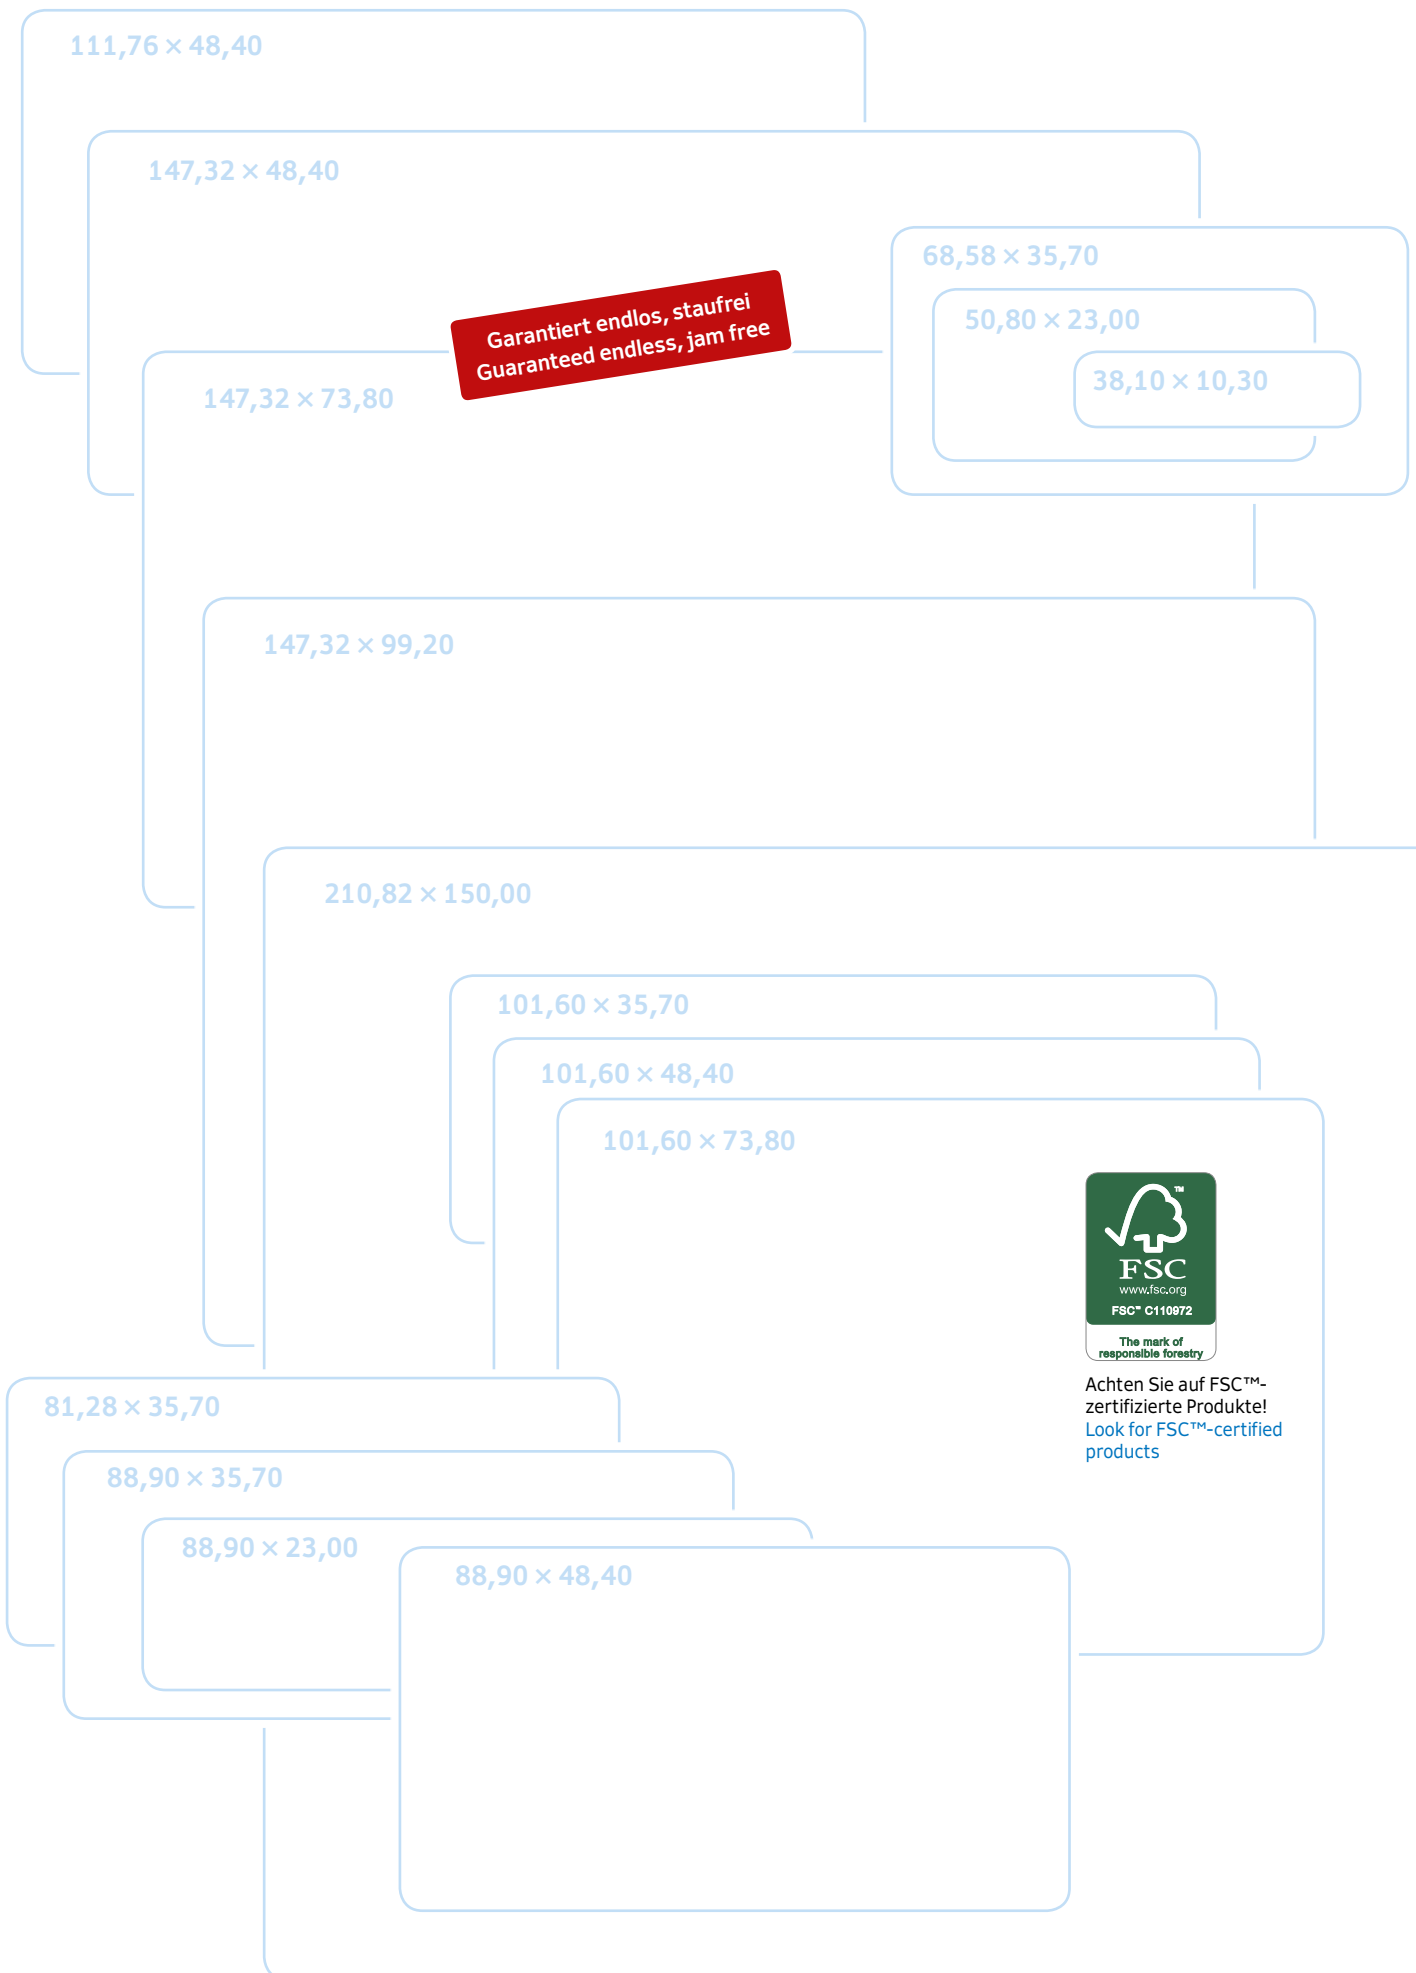 111,76 × 48,40
147,32 × 48,40
68,58 × 35,70
Garantiert endlos, staufrei
Guaranteed endless, jam free
50,80 × 23,00
38,10 × 10,30
147,32 × 73,80
147,32 × 99,20
210,82 × 150,00
101,60 × 35,70
101,60 × 48,40
101,60 × 73,80
TM
FSC
www.fsc.org
FSC™ C110972
The mark of
responsible forestry
Achten Sie auf FSC™-
zertifizierte Produkte!
Look for FSC™-certified
products
81,28 × 35,70
88,90 × 35,70
88,90 × 23,00
88,90 × 48,40